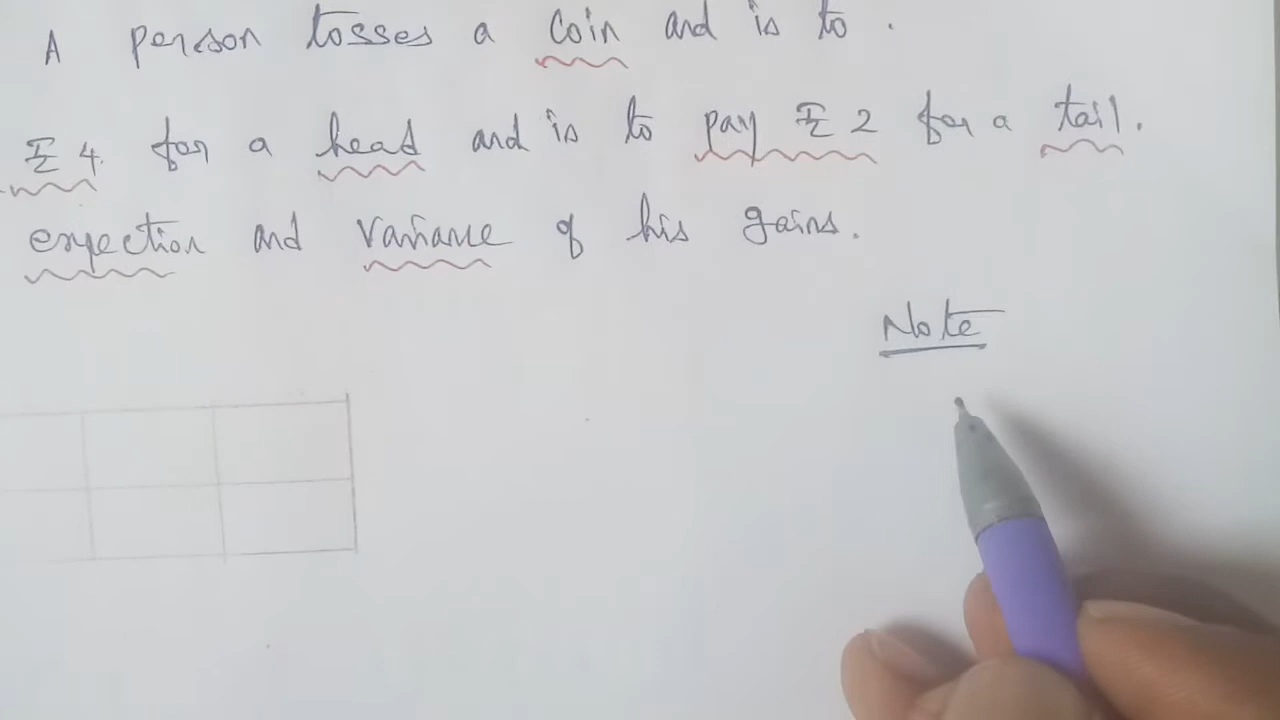 A person tosses a coin and is to
₹ 4 for a head and is to pay ₹ 2 for a tail.
expection and variance of his gains.
Note